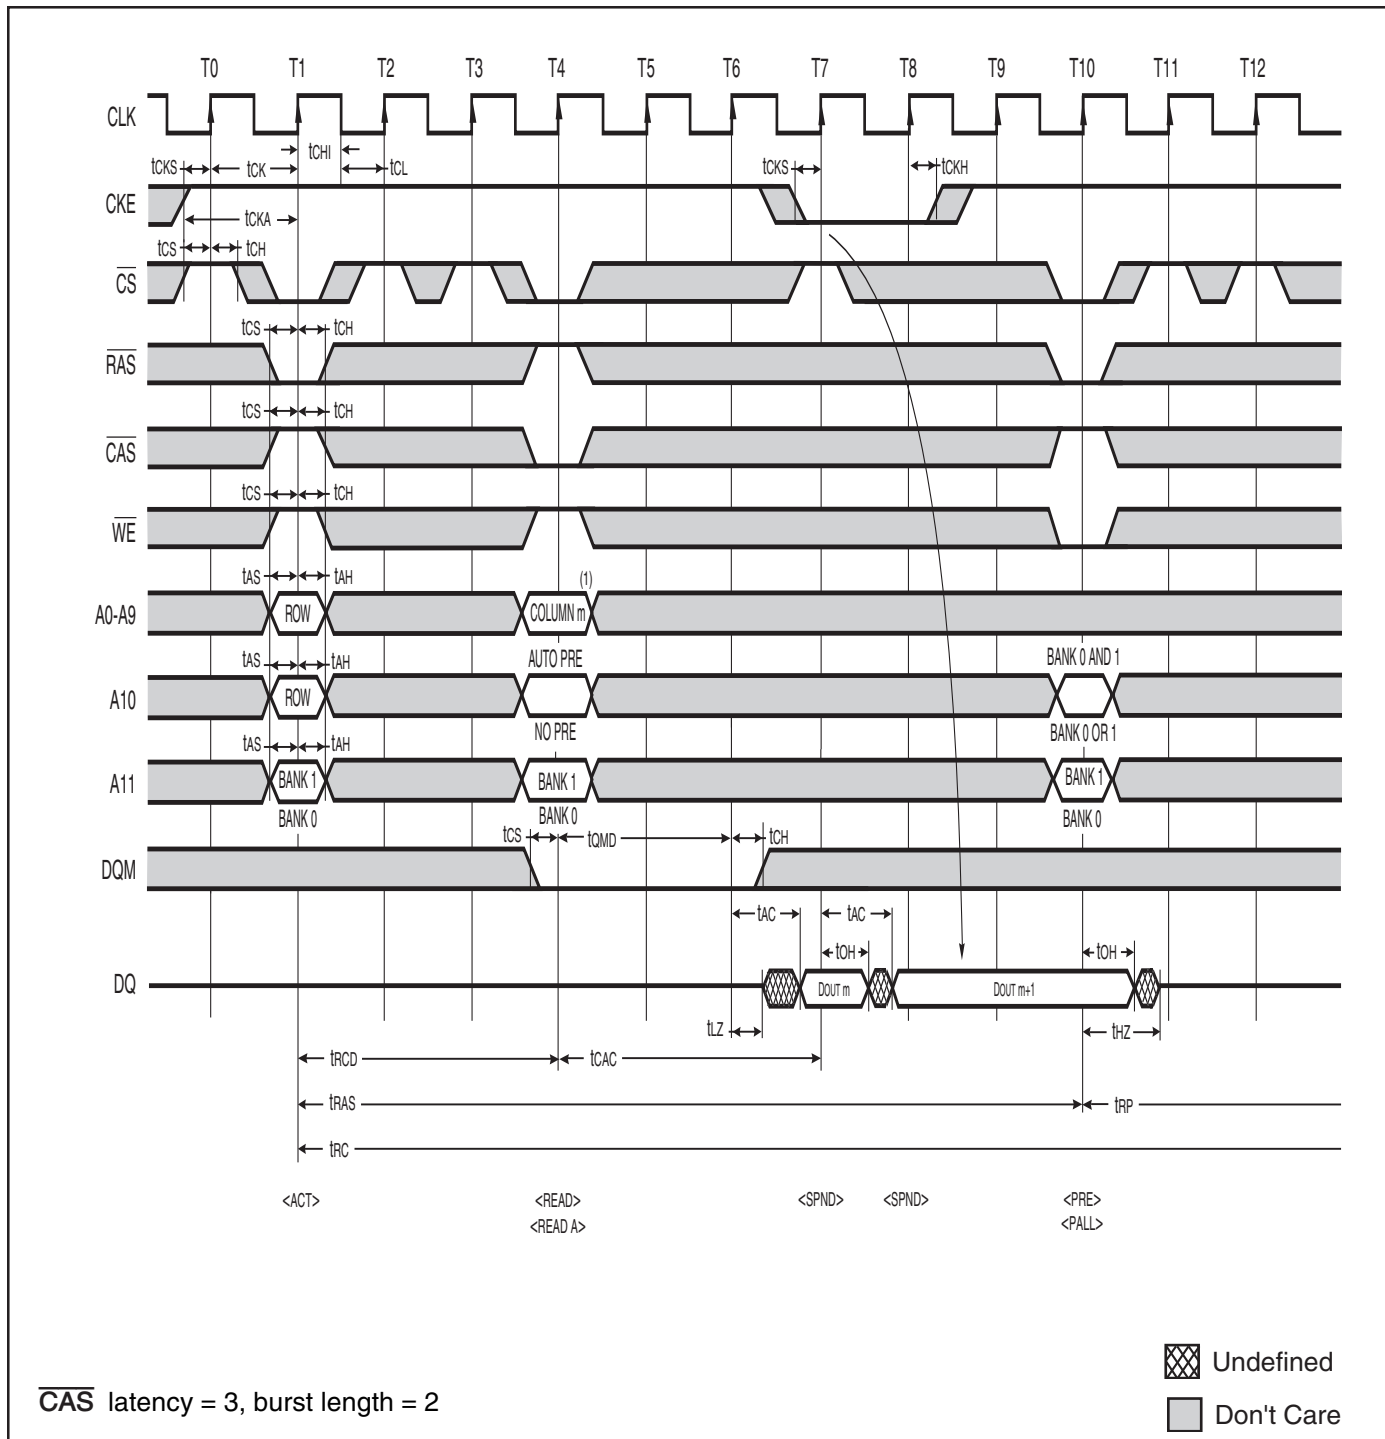 T0 T1 T2 T3 T4 T5 T6 T7 T8 T9 T10 T11 T12
CLK
tCHI
tCKS tCK tCL tCKS tCKH
CKE
tCKA
tCS tCH
CS
tCS tCH
RAS
tCS tCH
CAS
tCS tCH
WE
tAS tAH (1)
A0-A9 ROW COLUMN m
tAS tAH AUTO PRE BANK 0 AND 1
A10 ROW
NO PRE BANK 0 OR 1
tAS tAH
A11 BANK 1 BANK 1 BANK 1
BANK 0 BANK 0 BANK 0
tCS tQMD tCH
DQM
tAC tAC
tOH tOH
DQ DOUT m DOUT m+1
tLZ tHZ
tRCD tCAC
tRAS tRP
tRC
<ACT> <READ> <SPND> <SPND> <PRE>
<READ A> <PALL>
Undefined
CAS latency = 3, burst length = 2
Don't Care